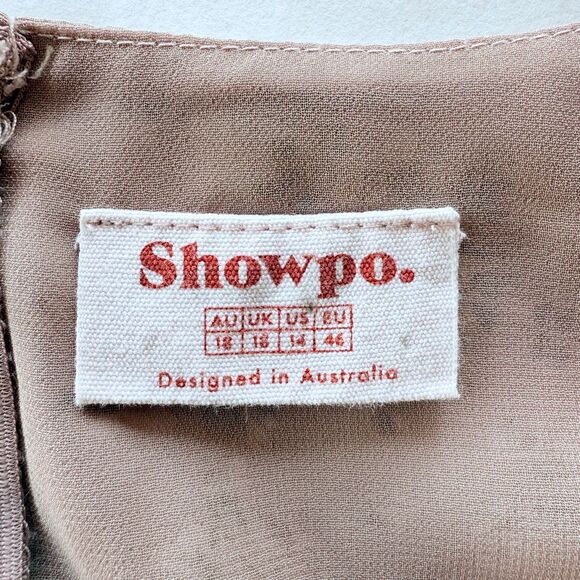 Showpo.
AU UK US EU
18 18 14 46
Designed in Australia